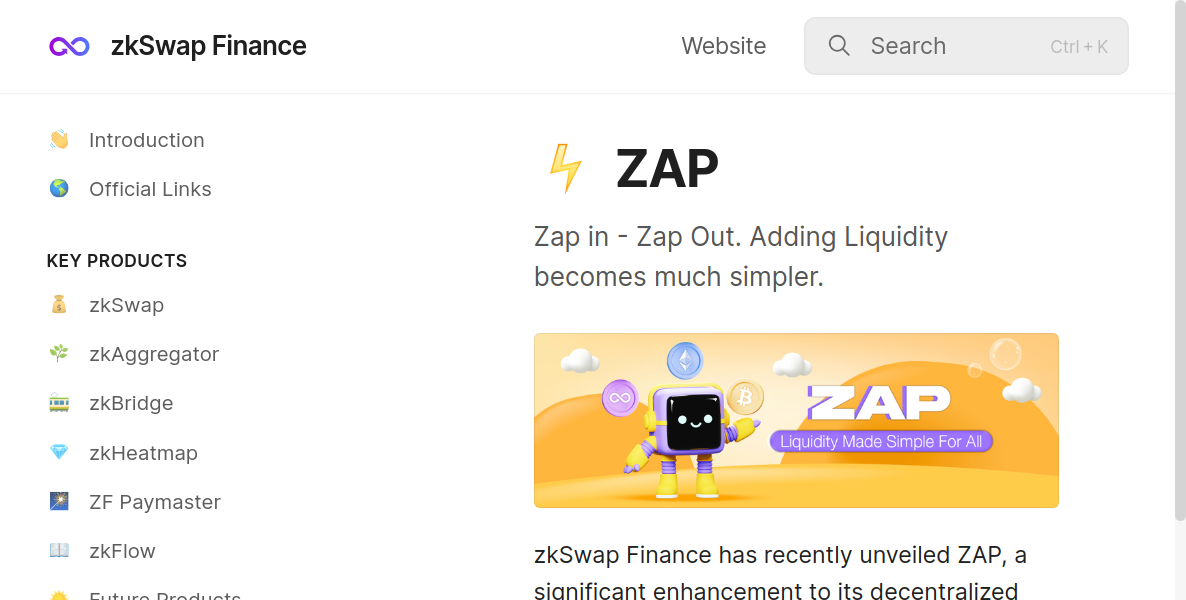 zkSwap Finance
Website
Search
Ctrl + K
Introduction
Official Links
KEY PRODUCTS
zkSwap
zkAggregator
zkBridge
zkHeatmap
ZF Paymaster
zkFlow
Future Products
ZAP
Zap in - Zap Out. Adding Liquidity
becomes much simpler.
ZAP
Liquidity Made Simple For All
zkSwap Finance has recently unveiled ZAP, a
significant enhancement to its decentralized